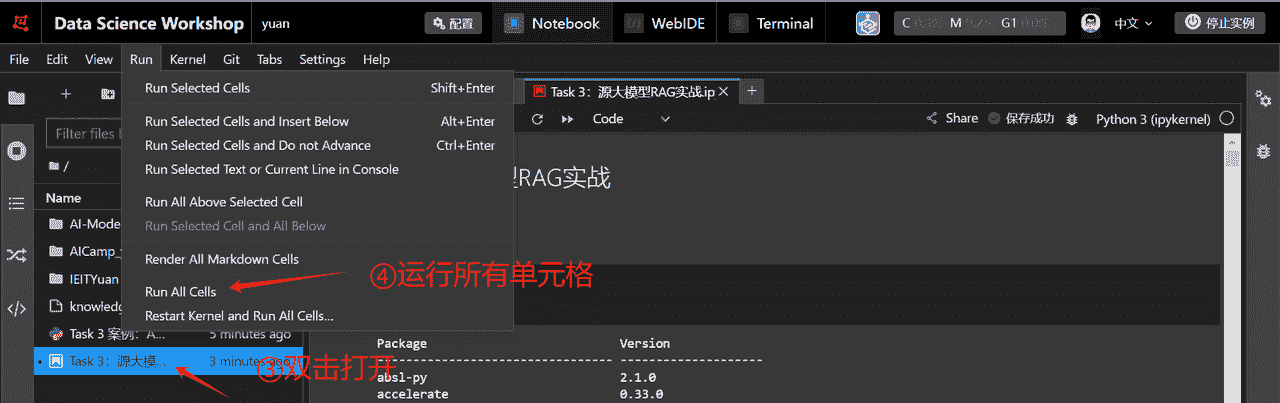 Data Science Workshop yuan 配置 Notebook WebIDE Terminal 中文 停止实例
File Edit View Run Kernel Git Tabs Settings Help
Run Selected Cells Shift+Enter
Run Selected Cells and Insert Below Alt+Enter
Run Selected Cells and Do not Advance Ctrl+Enter
Run Selected Text or Current Line in Console
Run All Above Selected Cell
Run Selected Cell and All Below
Render All Markdown Cells
Run All Cells
Restart Kernel and Run All Cells...
④运行所有单元格
Task 3：源大模型RAG实战.ip
Code Share 保存成功 Python 3 (ipykernel)
Filter files b
/
Name
AI-Mode
AICamp_
IEITYuan
knowledg
Task 3 案例：A... 5 minutes ago
Task 3：源大模... 3 minutes ago
③双击打开
RAG实战
Package Version
------------------------------ -------------------
absl-py 2.1.0
accelerate 0.33.0